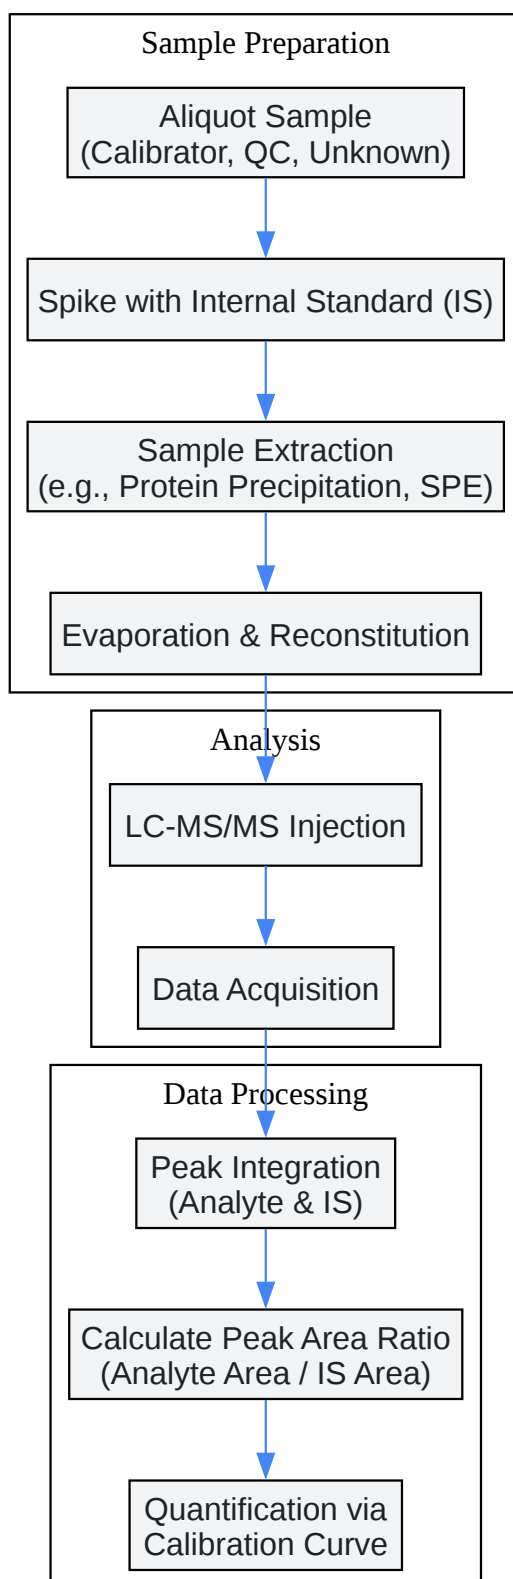 Sample Preparation
Aliquot Sample
(Calibrator, QC, Unknown)
Spike with Internal Standard (IS)
Sample Extraction
(e.g., Protein Precipitation, SPE)
Evaporation & Reconstitution
Analysis
LC-MS/MS Injection
Data Acquisition
Data Processing
Peak Integration
(Analyte & IS)
Calculate Peak Area Ratio
(Analyte Area / IS Area)
Quantification via
Calibration Curve